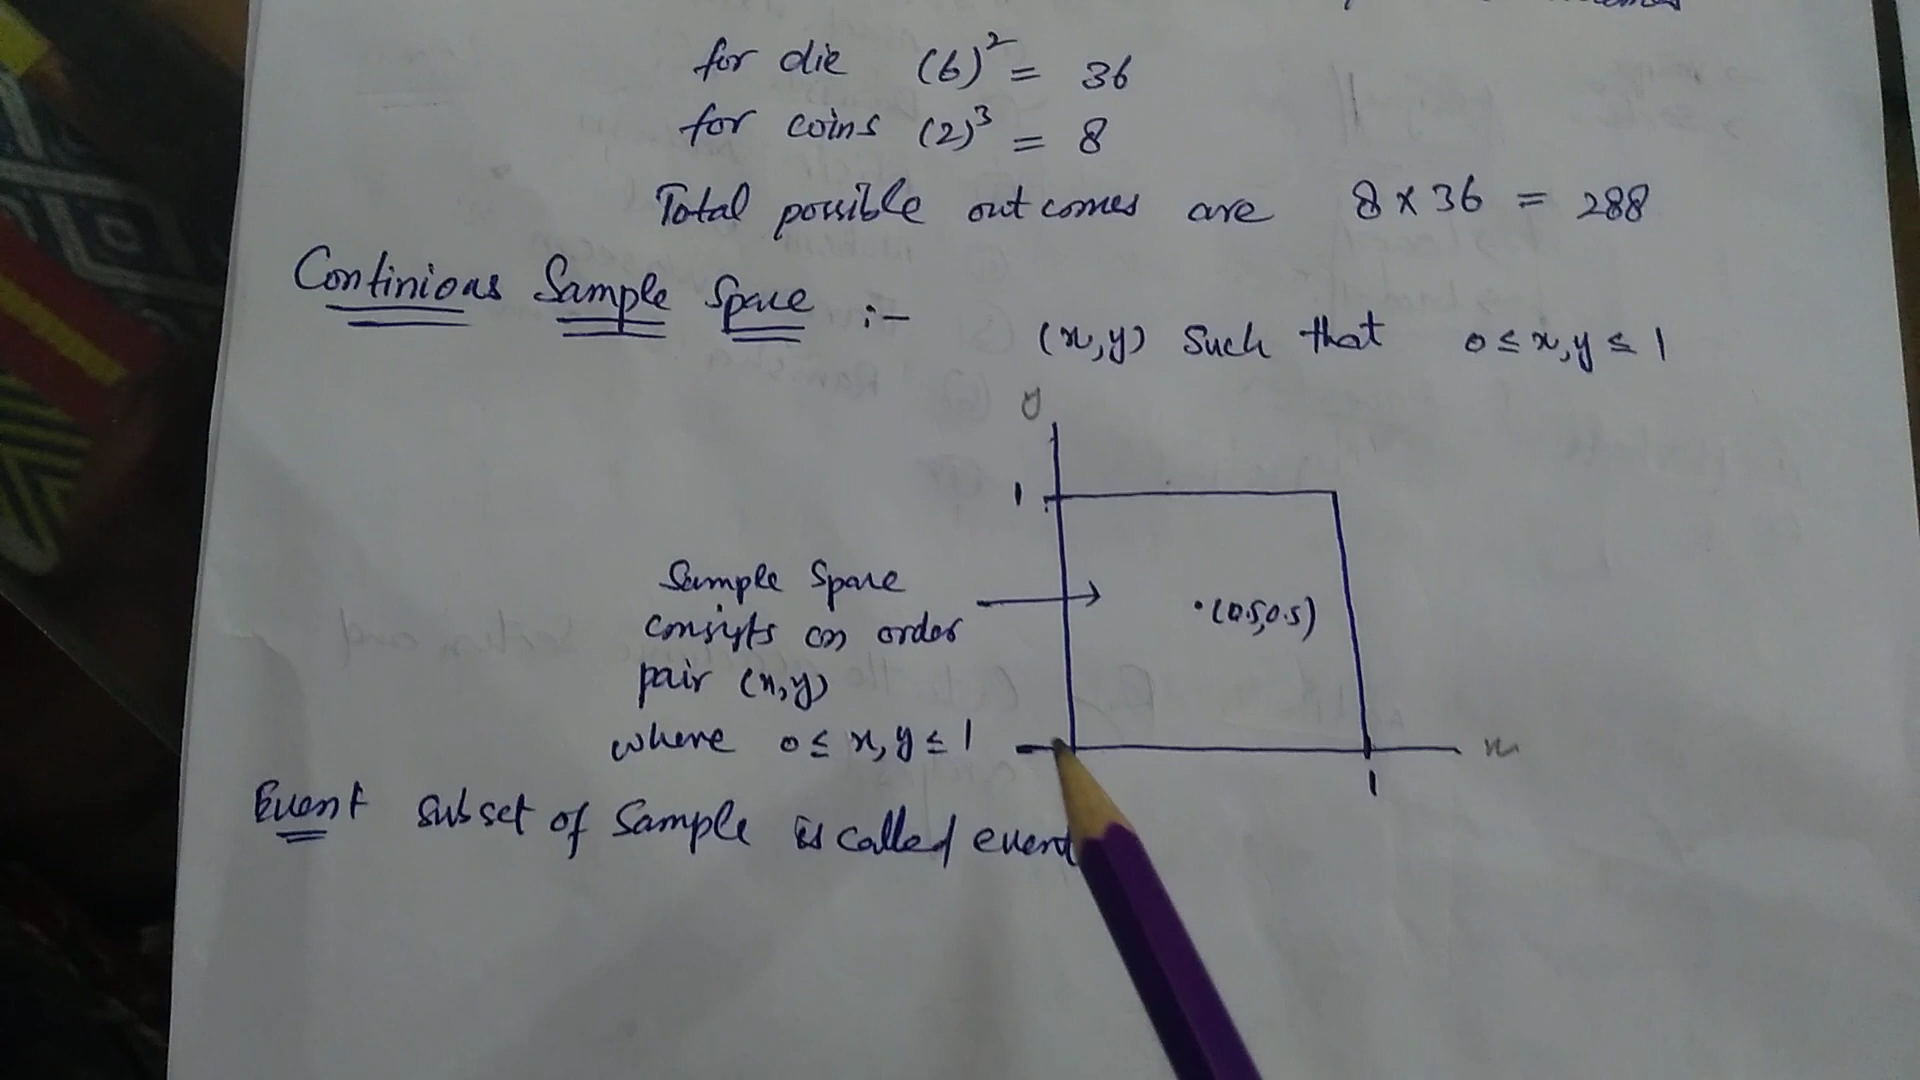 for die (6)² = 36
for coins (2)³ = 8
Total possible outcomes are 8 × 36 = 288
Continious Sample Space :-
(x,y) Such that 0 ≤ x,y ≤ 1
y
1
Sample Space
consists on order
pair (x,y)
where 0 ≤ x,y ≤ 1
.(0.5,0.5)
x
1
Event subset of Sample is called event